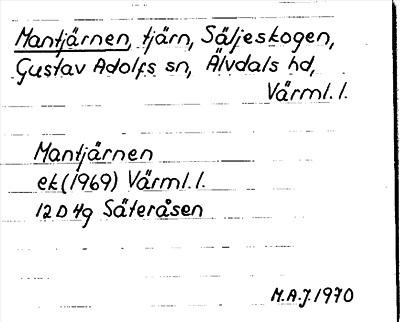 Mantjärnen, tjärn, Säljeskogen,
Gustav Adolfs sn, Älvdals hd,
Värml. l.
Mantjärnen
ek (1969) Värml. l.
12 D 4g Säteråsen
M.A.J. 1970